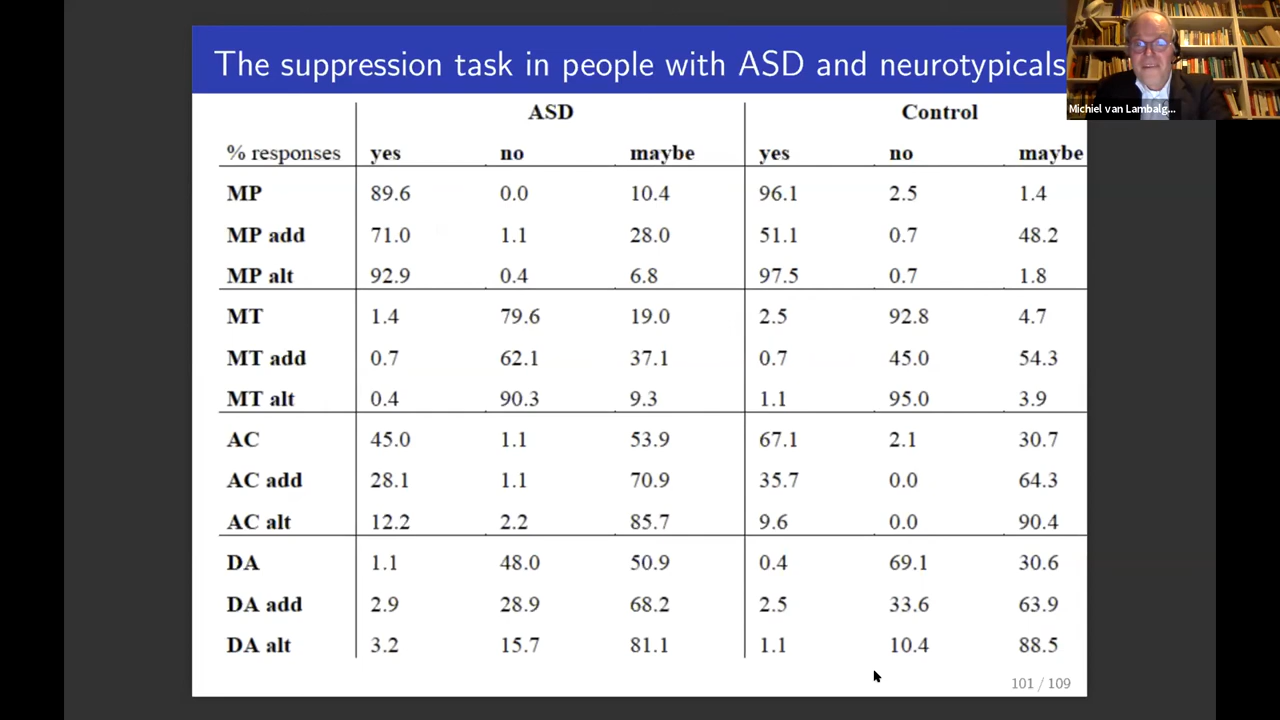 The suppression task in people with ASD and neurotypicals
Michiel van Lambalg...
ASD Control
% responses yes no maybe yes no maybe
MP 89.6 0.0 10.4 96.1 2.5 1.4
MP add 71.0 1.1 28.0 51.1 0.7 48.2
MP alt 92.9 0.4 6.8 97.5 0.7 1.8
MT 1.4 79.6 19.0 2.5 92.8 4.7
MT add 0.7 62.1 37.1 0.7 45.0 54.3
MT alt 0.4 90.3 9.3 1.1 95.0 3.9
AC 45.0 1.1 53.9 67.1 2.1 30.7
AC add 28.1 1.1 70.9 35.7 0.0 64.3
AC alt 12.2 2.2 85.7 9.6 0.0 90.4
DA 1.1 48.0 50.9 0.4 69.1 30.6
DA add 2.9 28.9 68.2 2.5 33.6 63.9
DA alt 3.2 15.7 81.1 1.1 10.4 88.5
101 / 109